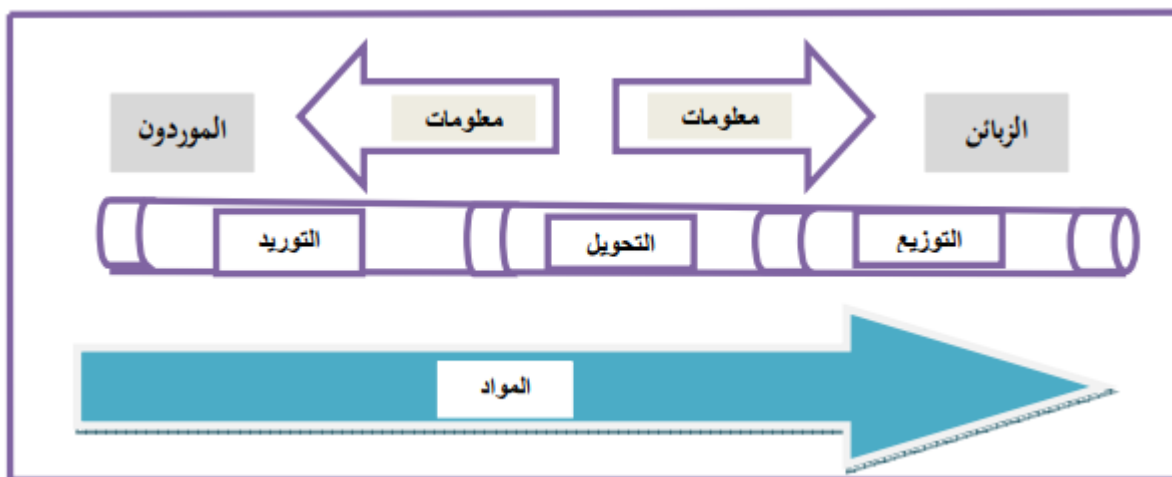 الزبائن
معلومات
معلومات
الموردون
التوزيع
التحويل
التوريد
المواد